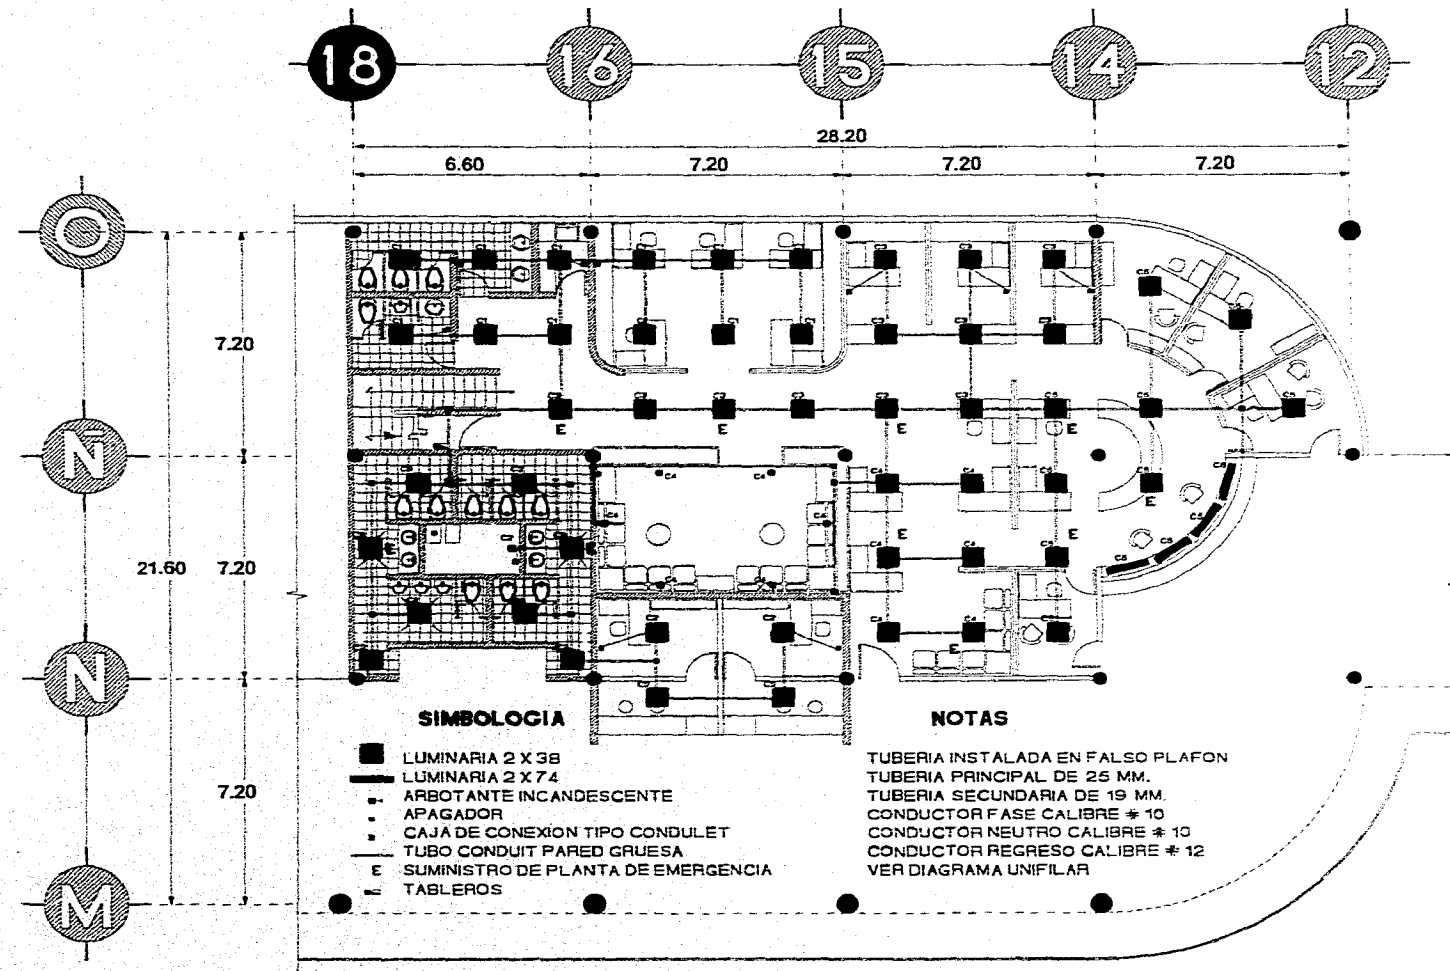 18 16 15 14 12
28.20
6.60 7.20 7.20 7.20
O
7.20
Ñ
21.60 7.20
N
7.20
M
E E E E
E E E
E
SIMBOLOGIA
LUMINARIA 2 X 38
LUMINARIA 2 X 74
ARBOTANTE INCANDESCENTE
APAGADOR
CAJA DE CONEXION TIPO CONDULET
TUBO CONDUIT PARED GRUESA
E SUMINISTRO DE PLANTA DE EMERGENCIA
TABLEROS
NOTAS
TUBERIA INSTALADA EN FALSO PLAFON
TUBERIA PRINCIPAL DE 25 MM.
TUBERIA SECUNDARIA DE 19 MM.
CONDUCTOR FASE CALIBRE # 10
CONDUCTOR NEUTRO CALIBRE # 10
CONDUCTOR REGRESO CALIBRE # 12
VER DIAGRAMA UNIFILAR